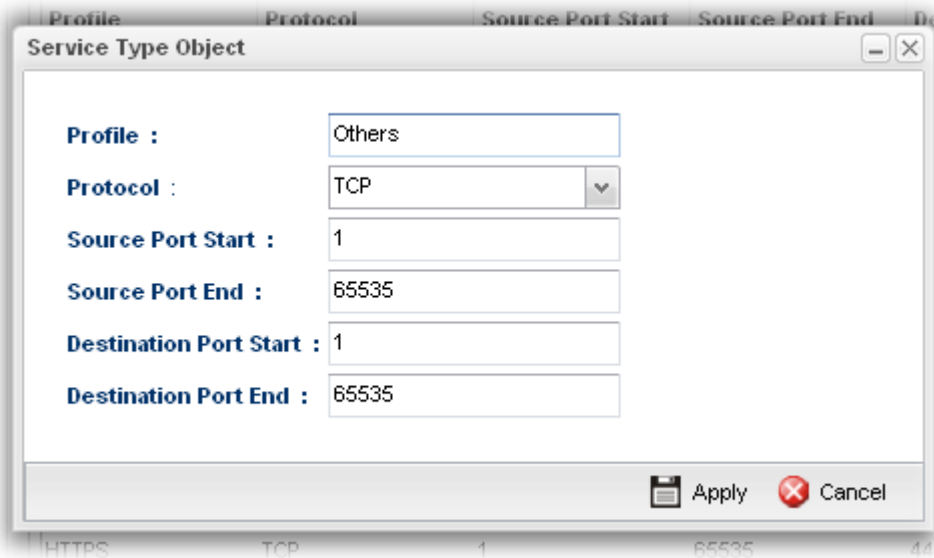 Profile Protocol Source Port Start Source Port End
Service Type Object
Profile : Others
Protocol : TCP
Source Port Start : 1
Source Port End : 65535
Destination Port Start : 1
Destination Port End : 65535
Apply Cancel
HTTPS TCP 1 65535 44